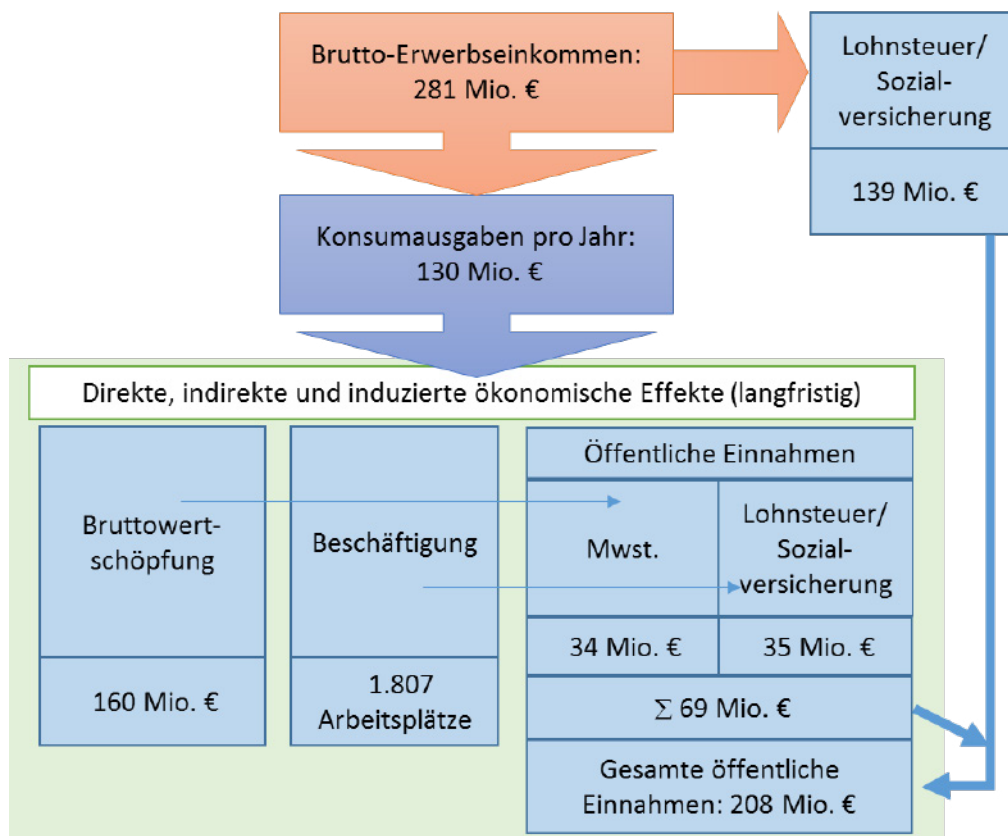 Brutto-Erwerbseinkommen:
281 Mio. €
Lohnsteuer/
Sozial-
versicherung
139 Mio. €
Konsumausgaben pro Jahr:
130 Mio. €
Direkte, indirekte und induzierte ökonomische Effekte (langfristig)
Bruttowert-
schöpfung
160 Mio. €
Beschäftigung
1.807
Arbeitsplätze
Öffentliche Einnahmen
Mwst.
34 Mio. €
Lohnsteuer/
Sozial-
versicherung
35 Mio. €
∑ 69 Mio. €
Gesamte öffentliche
Einnahmen: 208 Mio. €